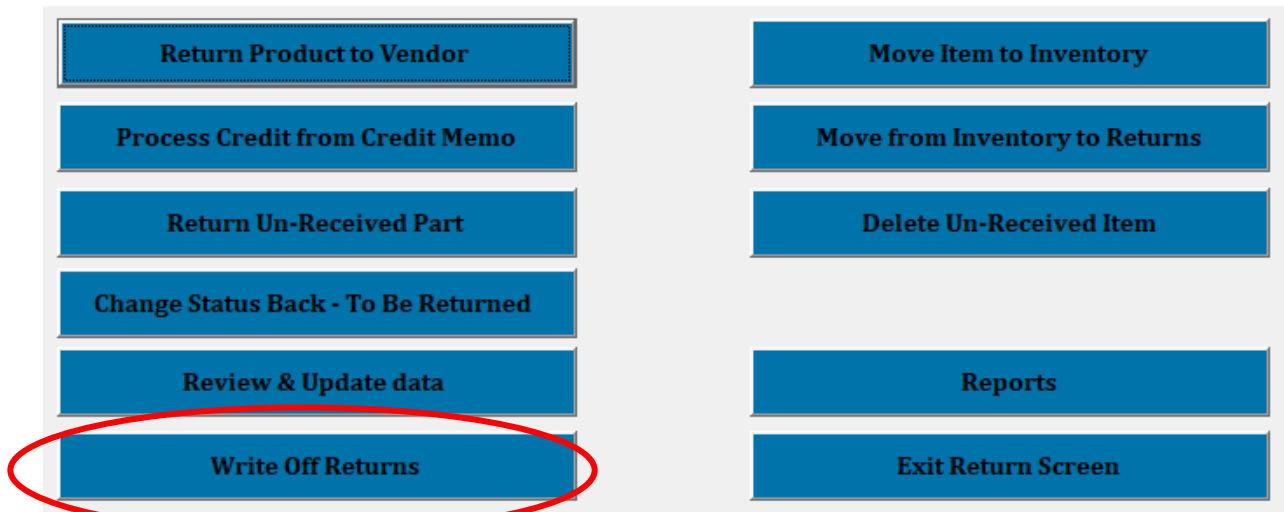 Return Product to Vendor
Move Item to Inventory
Process Credit from Credit Memo
Move from Inventory to Returns
Return Un-Received Part
Delete Un-Received Item
Change Status Back - To Be Returned
Review & Update data
Reports
Write Off Returns
Exit Return Screen